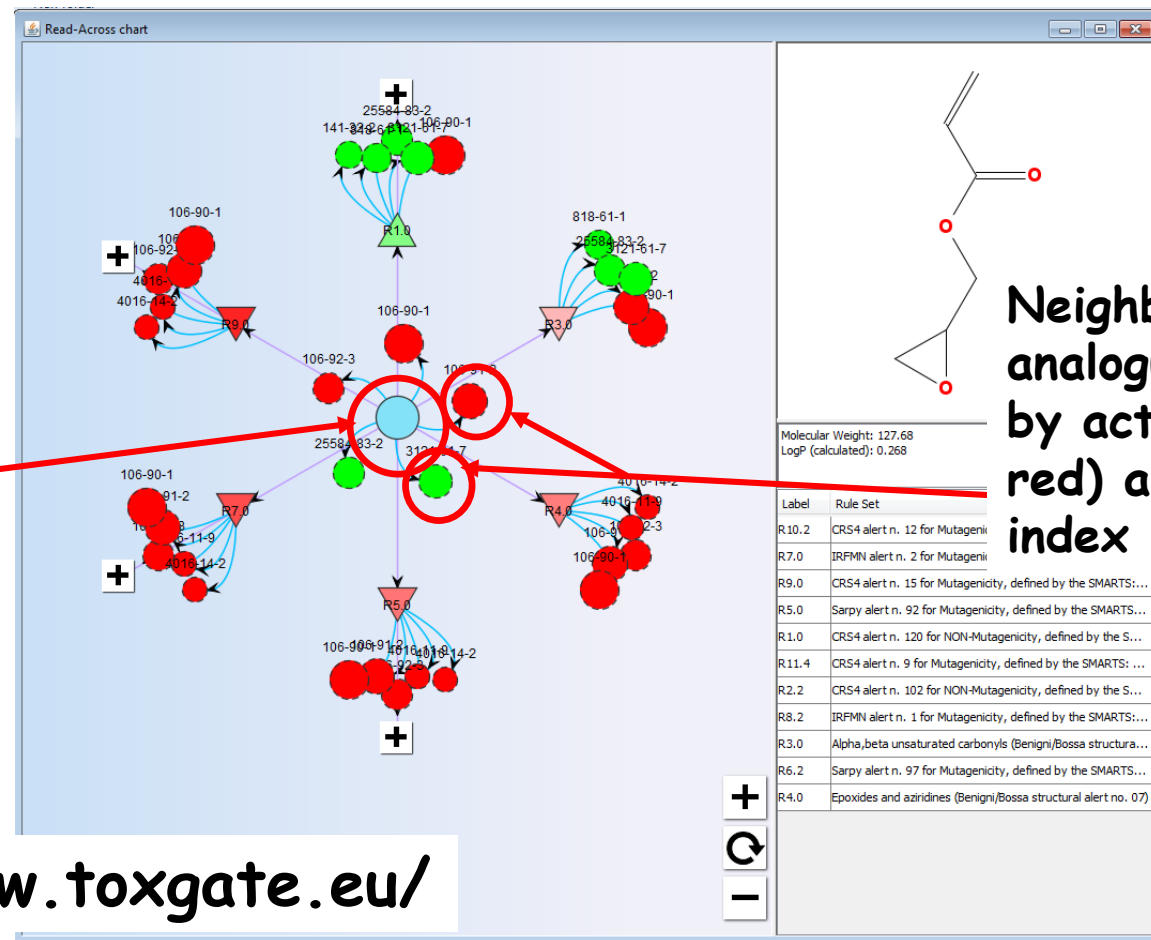 Read-Across chart
25584-83-2
106-90-1
106-90-1
818-61-1
25584-83-2
3121-61-7
90-1
R1.0
106-92-
4016-14-2
R9.0
R3.0
106-90-1
106-92-3
25584-83-2
106-90-1
91-2
6-11-9
4016-14-2
R7.0
R4.0
4016-14-2
4016-11-9
106-90-1
R5.0
4016-14-2
O
O
O
Neighb
analog
by act
red) a
index
Molecular Weight: 127.68
LogP (calculated): 0.268
Label Rule Set
R10.2 CRS4 alert n. 12 for Mutageni
R7.0 IRFMN alert n. 2 for Mutageni
R9.0 CRS4 alert n. 15 for Mutagenicity, defined by the SMARTS:...
R5.0 Sarpy alert n. 92 for Mutagenicity, defined by the SMARTS...
R1.0 CRS4 alert n. 120 for NON-Mutagenicity, defined by the S...
R11.4 CRS4 alert n. 9 for Mutagenicity, defined by the SMARTS: ...
R2.2 CRS4 alert n. 102 for NON-Mutagenicity, defined by the S...
R8.2 IRFMN alert n. 1 for Mutagenicity, defined by the SMARTS:...
R3.0 Alpha,beta unsaturated carbonyls (Benigni/Bossa structura...
R6.2 Sarpy alert n. 97 for Mutagenicity, defined by the SMARTS...
R4.0 Epoxides and aziridines (Benigni/Bossa structural alert no. 07)
w.toxgate.eu/